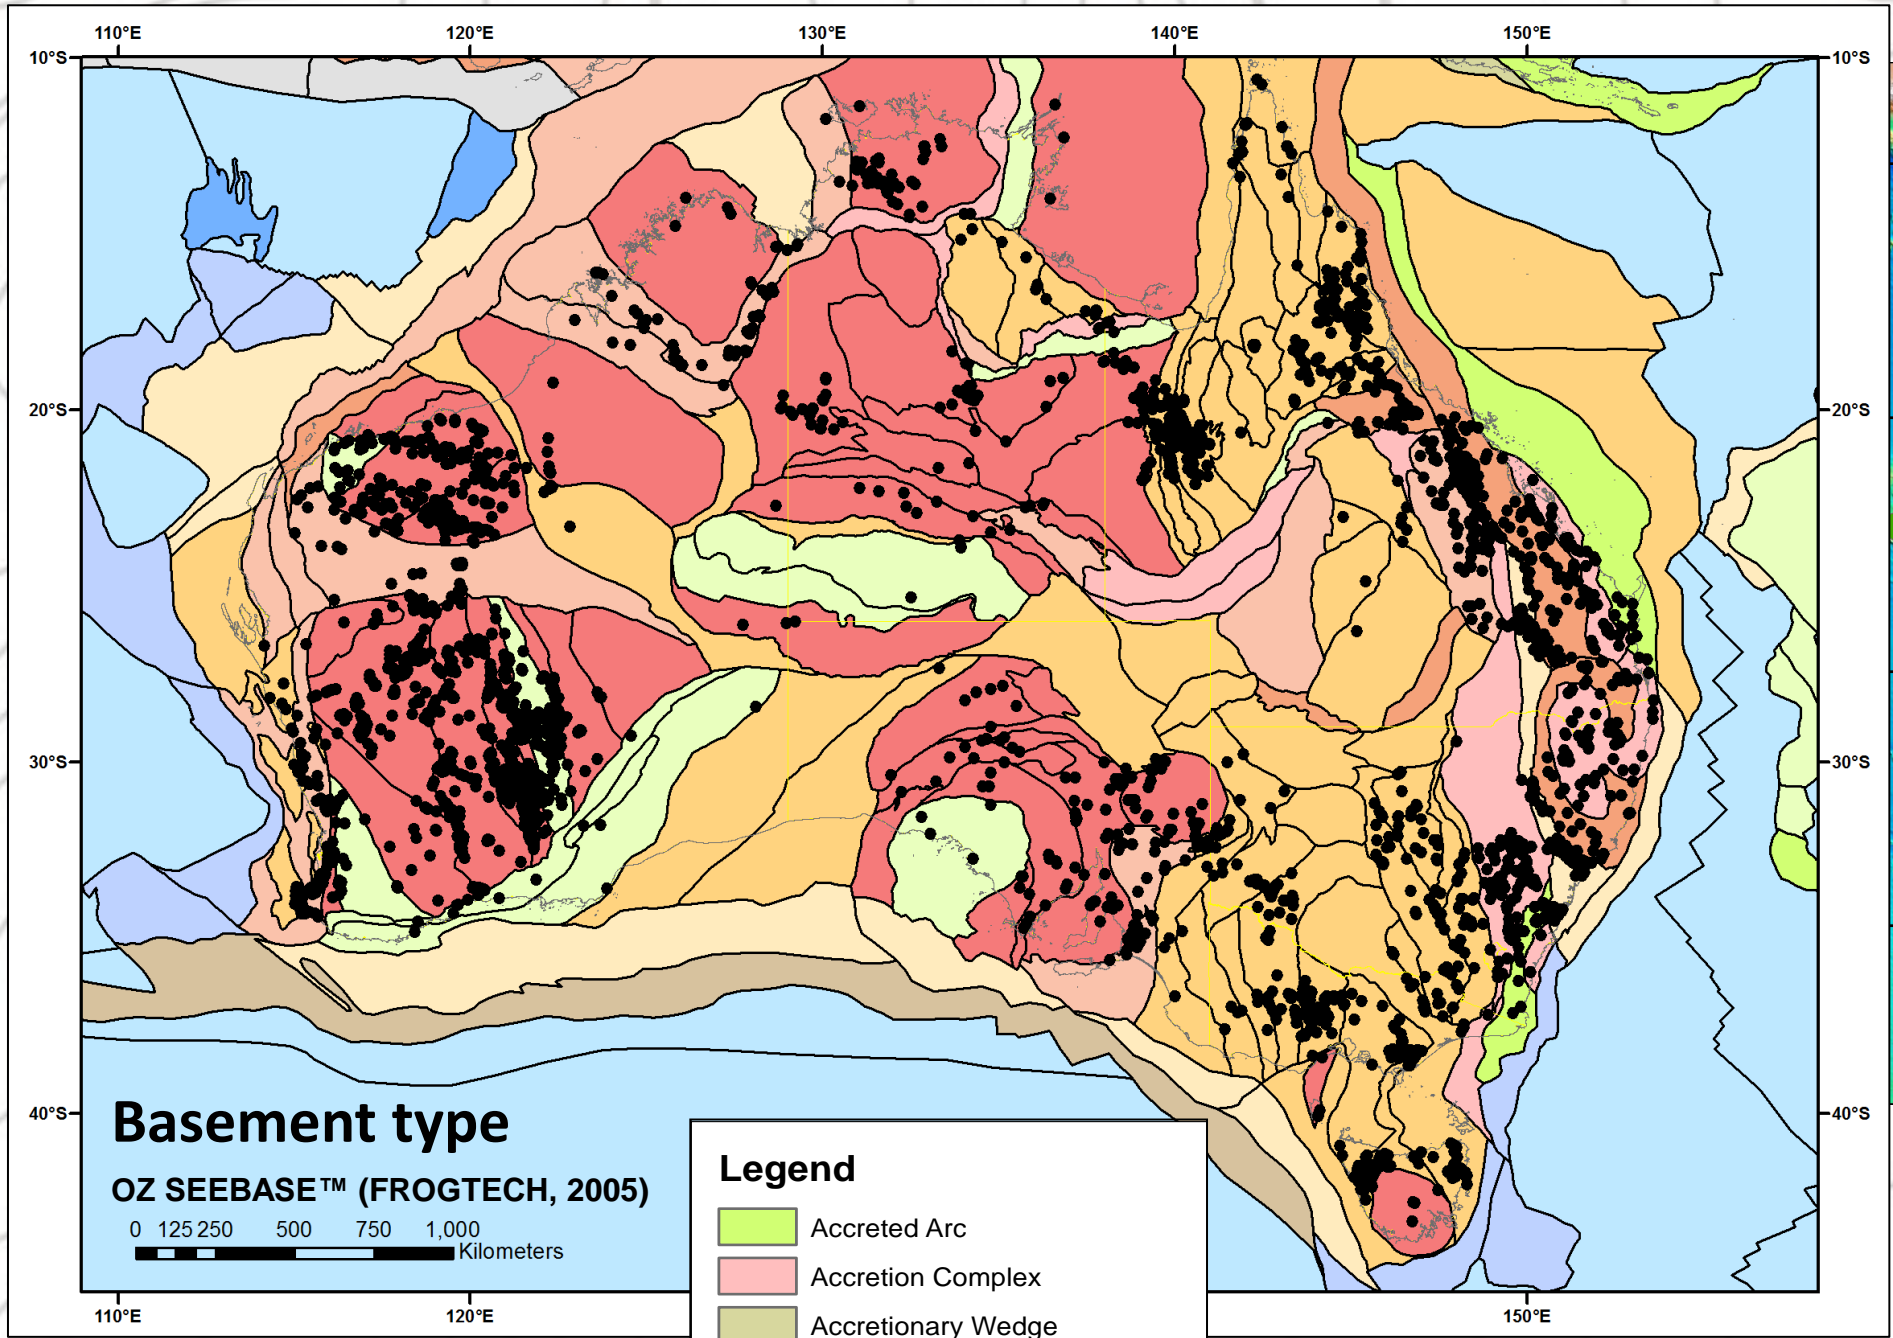 110°E 120°E 130°E 140°E 150°E
10°S 10°S
20°S 20°S
30°S 30°S
40°S 40°S
Basement type
OZ SEEBASE™ (FROGTECH, 2005)
0 125 250 500 750 1,000
Kilometers
Legend
Accreted Arc
Accretion Complex
Accretionary Wedge
110°E 120°E 150°E